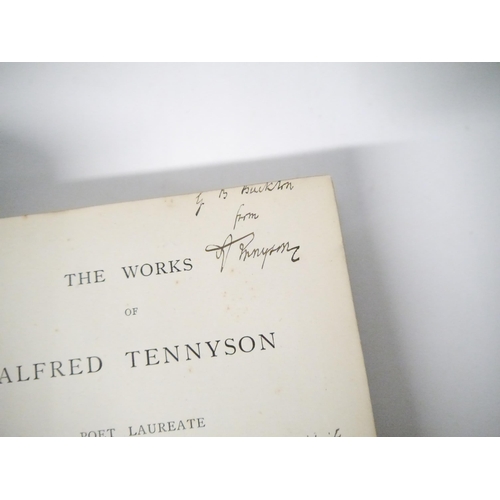 G B Buckton
from
A Tennyson
THE WORKS
OF
ALFRED TENNYSON
POET LAUREATE